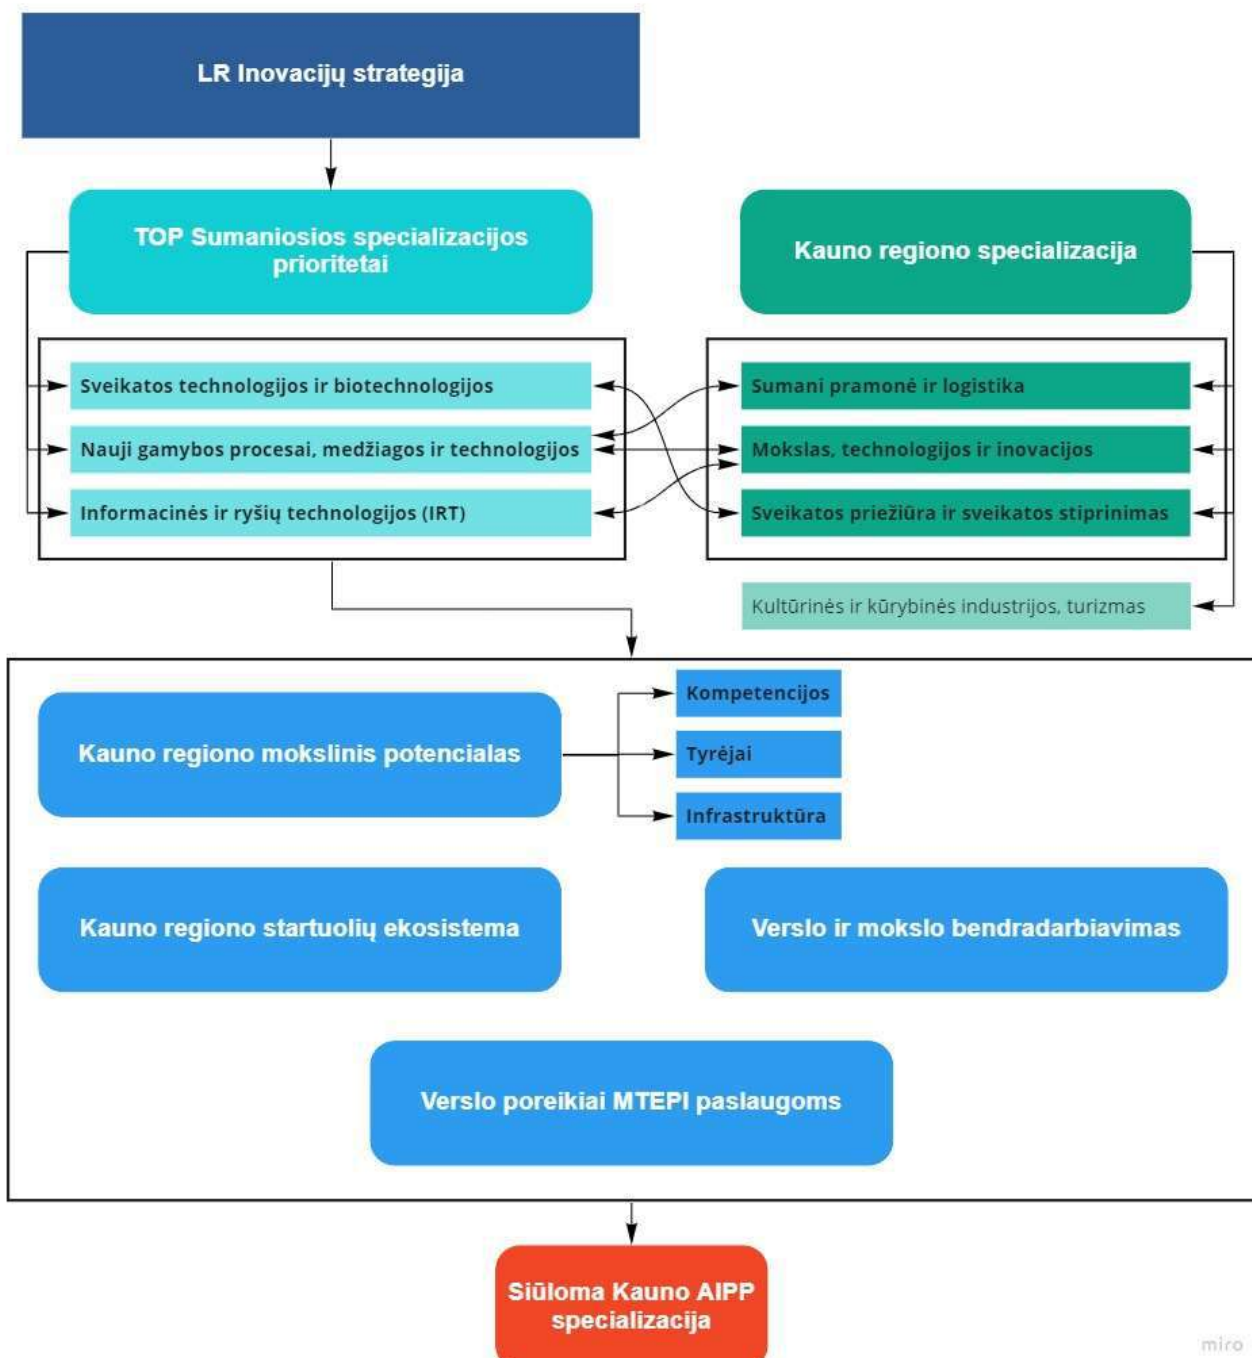 LR Inovacijų strategija
TOP Sumaniosios specializacijos
prioritetai
Kauno regiono specializacija
Sveikatos technologijos ir biotechnologijos
Nauji gamybos procesai, medžiagos ir technologijos
Informacinės ir ryšių technologijos (IRT)
Sumani pramonė ir logistika
Mokslas, technologijos ir inovacijos
Sveikatos priežiūra ir sveikatos stiprinimas
Kultūrinės ir kūrybinės industrijos, turizmas
Kauno regiono mokslinis potencialas
Kompetencijos
Tyrėjai
Infrastruktūra
Kauno regiono startuolių ekosistema
Verslo ir mokslo bendradarbiavimas
Verslo poreikiai MTEPI paslaugoms
Siūloma Kauno AIPP
specializacija
miro